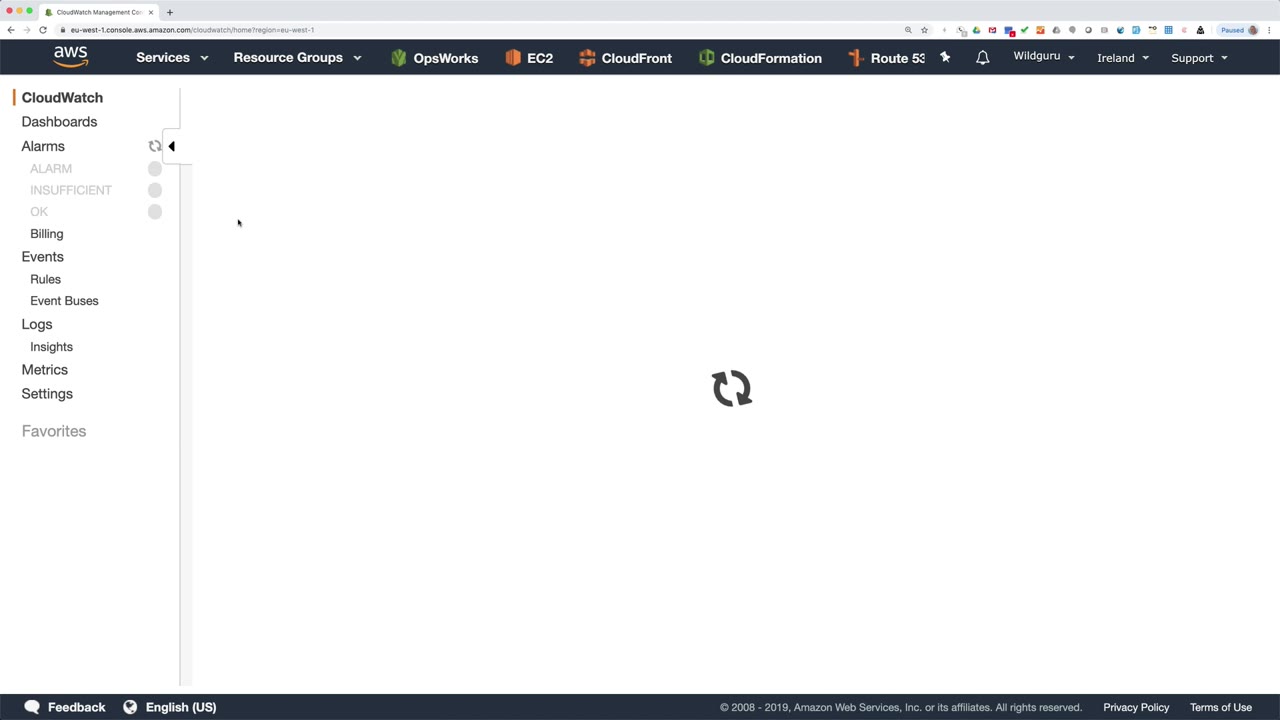 CloudWatch Management Con
eu-west-1.console.aws.amazon.com/cloudwatch/home?region=eu-west-1
Paused
aws
Services
Resource Groups
OpsWorks
EC2
CloudFront
CloudFormation
Route 53
Wildguru
Ireland
Support
CloudWatch
Dashboards
Alarms
ALARM
INSUFFICIENT
OK
Billing
Events
Rules
Event Buses
Logs
Insights
Metrics
Settings
Favorites
Feedback
English (US)
© 2008 - 2019, Amazon Web Services, Inc. or its affiliates. All rights reserved.
Privacy Policy
Terms of Use